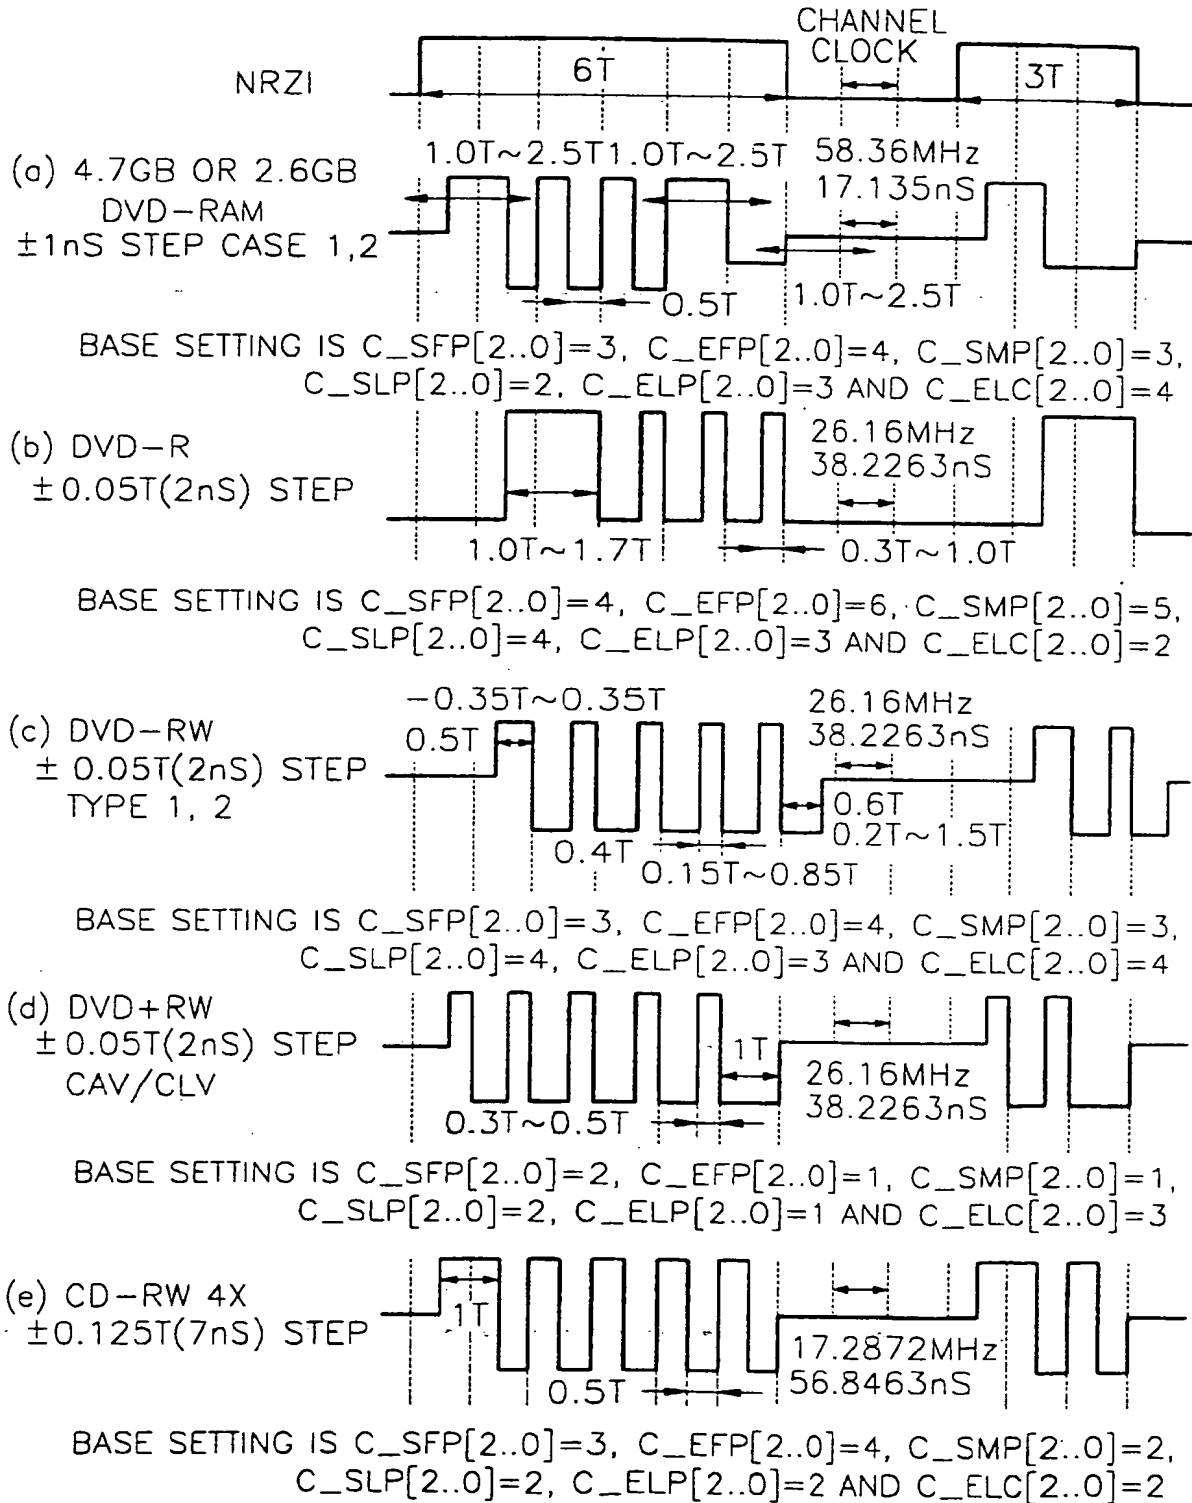 CHANNEL
CLOCK
NRZI
6T
3T
(a) 4.7GB OR 2.6GB
DVD-RAM
±1nS STEP CASE 1,2
1.0T~2.5T 1.0T~2.5T
58.36MHz
17.135nS
0.5T
1.0T~2.5T
BASE SETTING IS C_SFP[2..0]=3, C_EFP[2..0]=4, C_SMP[2..0]=3,
C_SLP[2..0]=2, C_ELP[2..0]=3 AND C_ELC[2..0]=4
(b) DVD-R
±0.05T(2nS) STEP
26.16MHz
38.2263nS
1.0T~1.7T
0.3T~1.0T
BASE SETTING IS C_SFP[2..0]=4, C_EFP[2..0]=6, C_SMP[2..0]=5,
C_SLP[2..0]=4, C_ELP[2..0]=3 AND C_ELC[2..0]=2
(c) DVD-RW
± 0.05T(2nS) STEP
TYPE 1, 2
-0.35T~0.35T
0.5T
26.16MHz
38.2263nS
0.6T
0.2T~1.5T
0.4T
0.15T~0.85T
BASE SETTING IS C_SFP[2..0]=3, C_EFP[2..0]=4, C_SMP[2..0]=3,
C_SLP[2..0]=4, C_ELP[2..0]=3 AND C_ELC[2..0]=4
(d) DVD+RW
±0.05T(2nS) STEP
CAV/CLV
1T
26.16MHz
38.2263nS
0.3T~0.5T
BASE SETTING IS C_SFP[2..0]=2, C_EFP[2..0]=1, C_SMP[2..0]=1,
C_SLP[2..0]=2, C_ELP[2..0]=1 AND C_ELC[2..0]=3
(e) CD-RW 4X
±0.125T(7nS) STEP
1T
17.2872MHz
56.8463nS
0.5T
BASE SETTING IS C_SFP[2..0]=3, C_EFP[2..0]=4, C_SMP[2..0]=2,
C_SLP[2..0]=2, C_ELP[2..0]=2 AND C_ELC[2..0]=2